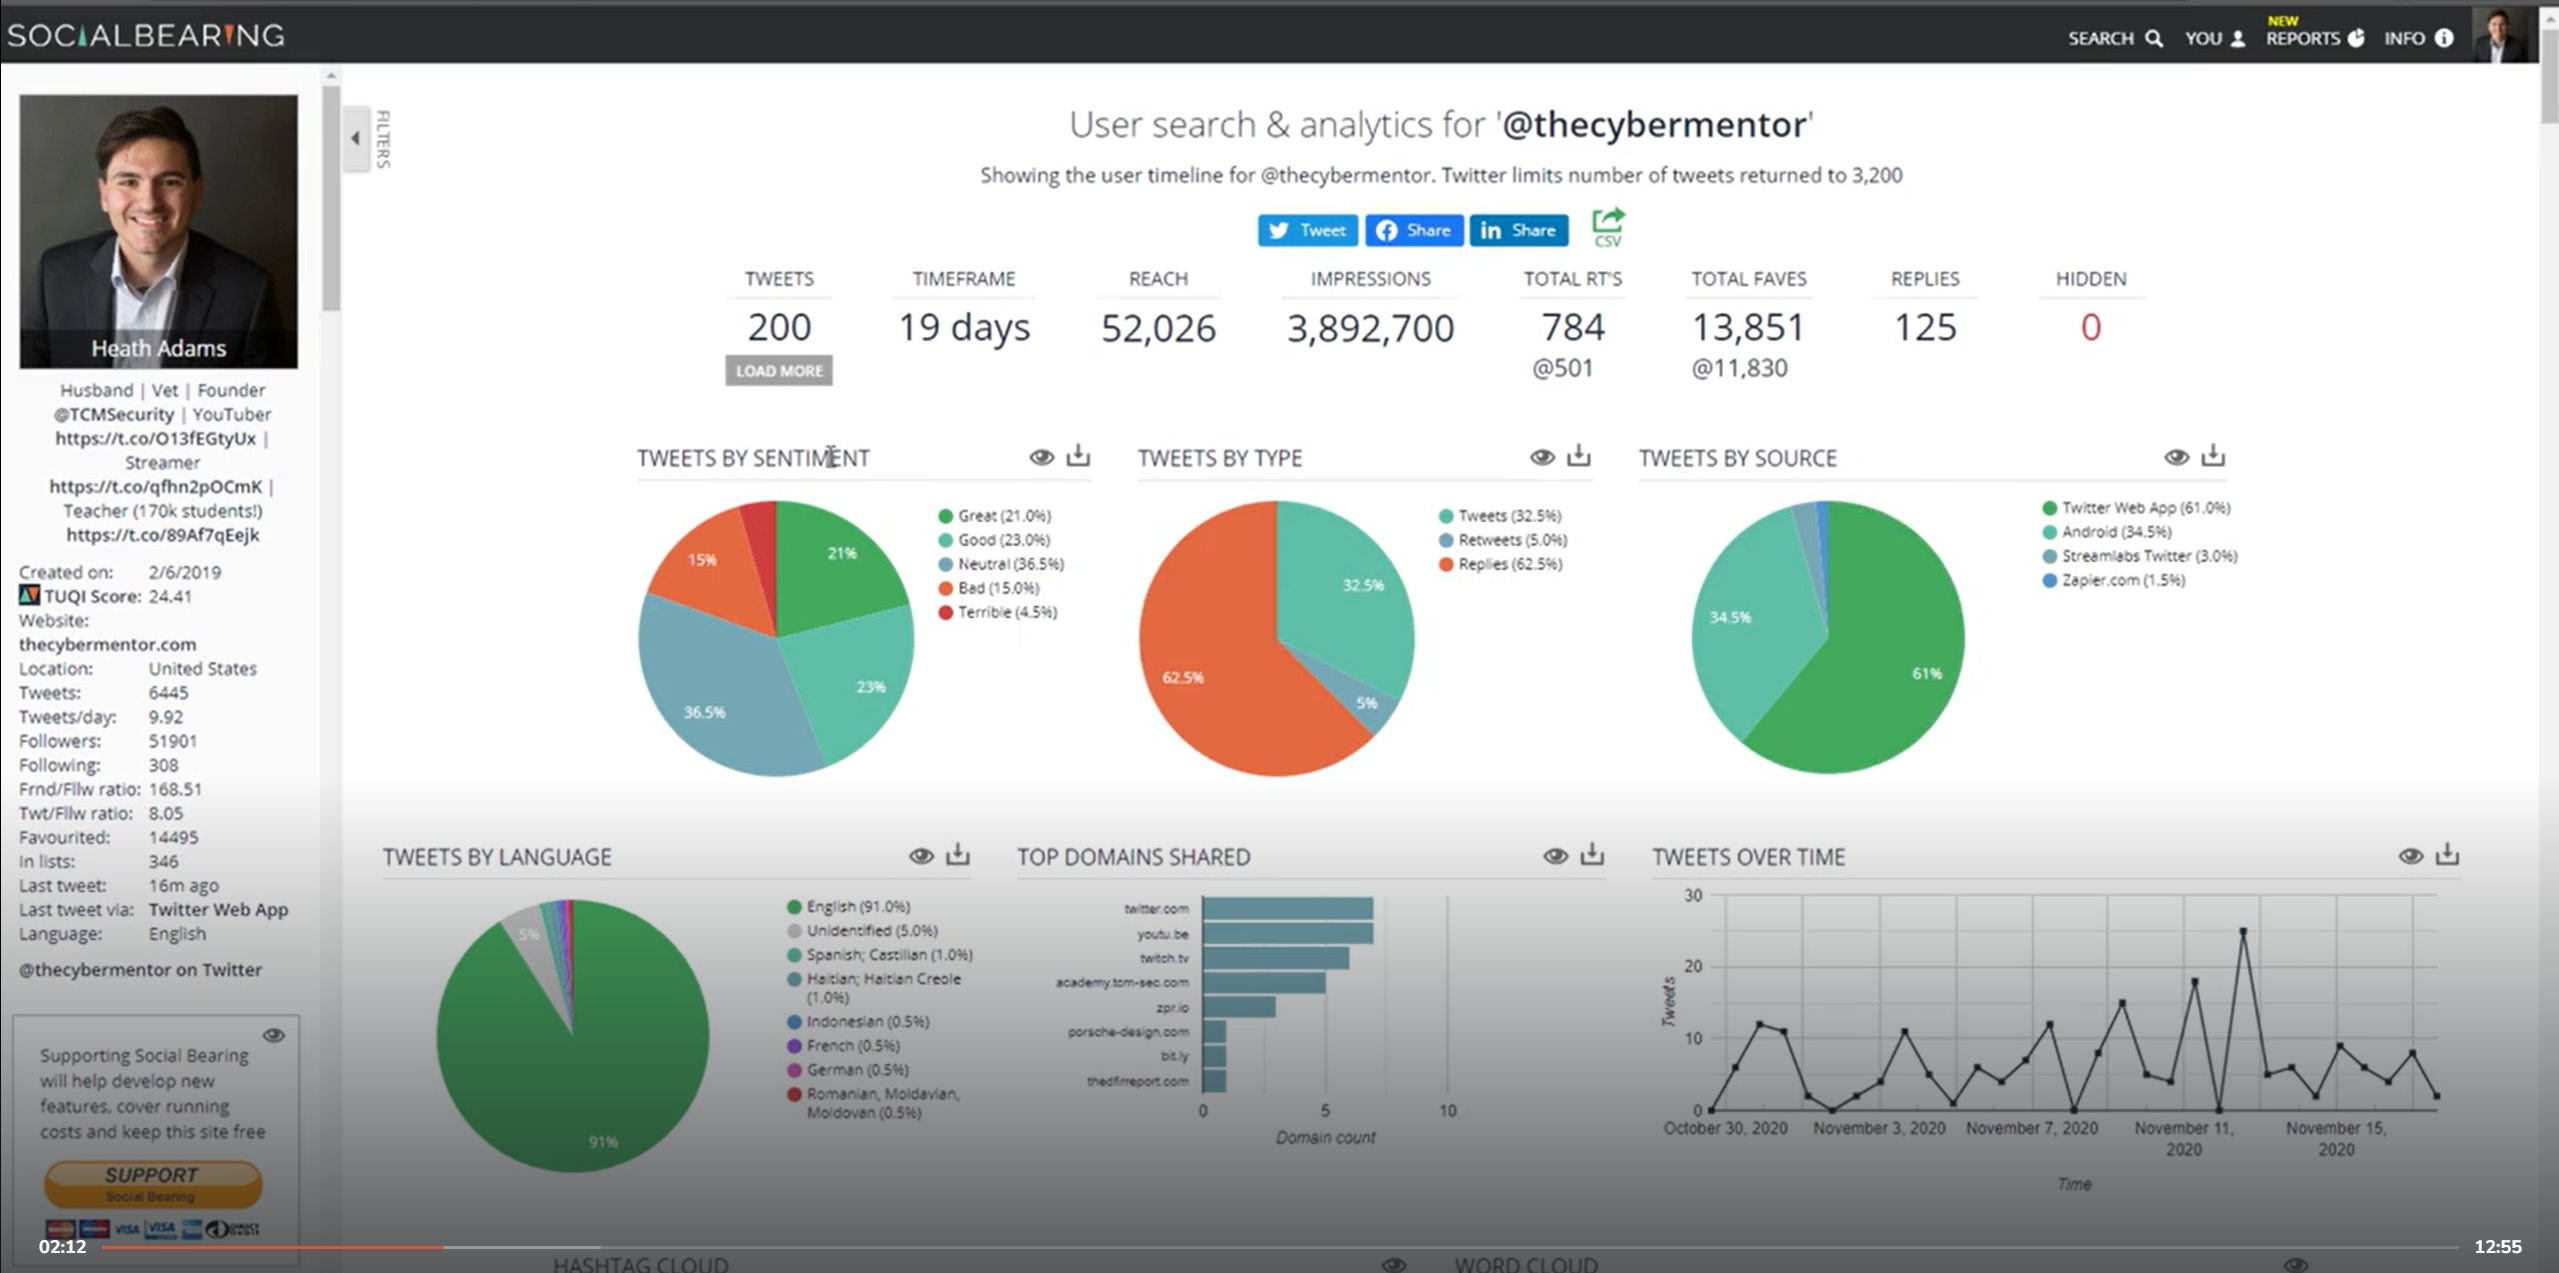 SOCIALBEARING
SEARCH
YOU
NEW
REPORTS
INFO
Heath Adams
Husband | Vet | Founder
@TCMSecurity | YouTuber
https://t.co/O13fEGtyUx |
Streamer
https://t.co/qfhn2pOCmK |
Teacher (170k students!)
https://t.co/89Af7qEejk
Created on: 2/6/2019
TUQI Score: 24.41
Website:
thecybermentor.com
Location: United States
Tweets: 6445
Tweets/day: 9.92
Followers: 51901
Following: 308
Frnd/Fllw ratio: 168.51
Twt/Fllw ratio: 8.05
Favourited: 14495
In lists: 346
Last tweet: 16m ago
Last tweet via: Twitter Web App
Language: English
@thecybermentor on Twitter
Supporting Social Bearing
will help develop new
features, cover running
costs and keep this site free
SUPPORT
Social Bearing
VISA VISA
FILTERS
User search & analytics for '@thecybermentor'
Showing the user timeline for @thecybermentor. Twitter limits number of tweets returned to 3,200
Tweet
Share
Share
CSV
TWEETS
200
LOAD MORE
TIMEFRAME
19 days
REACH
52,026
IMPRESSIONS
3,892,700
TOTAL RT'S
784
@501
TOTAL FAVES
13,851
@11,830
REPLIES
125
HIDDEN
0
TWEETS BY SENTIMENT
21%
23%
36.5%
15%
Great (21.0%)
Good (23.0%)
Neutral (36.5%)
Bad (15.0%)
Terrible (4.5%)
TWEETS BY TYPE
32.5%
5%
62.5%
Tweets (32.5%)
Retweets (5.0%)
Replies (62.5%)
TWEETS BY SOURCE
34.5%
61%
Twitter Web App (61.0%)
Android (34.5%)
Streamlabs Twitter (3.0%)
Zapier.com (1.5%)
TWEETS BY LANGUAGE
5%
91%
English (91.0%)
Unidentified (5.0%)
Spanish; Castilian (1.0%)
Haitian; Haitian Creole
(1.0%)
Indonesian (0.5%)
French (0.5%)
German (0.5%)
Romanian, Moldavian,
Moldovan (0.5%)
TOP DOMAINS SHARED
twitter.com
youtu.be
twitch.tv
academy.tcm-sec.com
zpr.io
porsche-design.com
bit.ly
thedfirreport.com
0 5 10
Domain count
TWEETS OVER TIME
30
20
10
0
Tweets
October 30, 2020
November 3, 2020
November 7, 2020
November 11,
2020
November 15,
2020
Time
02:12
12:55
HASHTAG CLOUD
WORD CLOUD